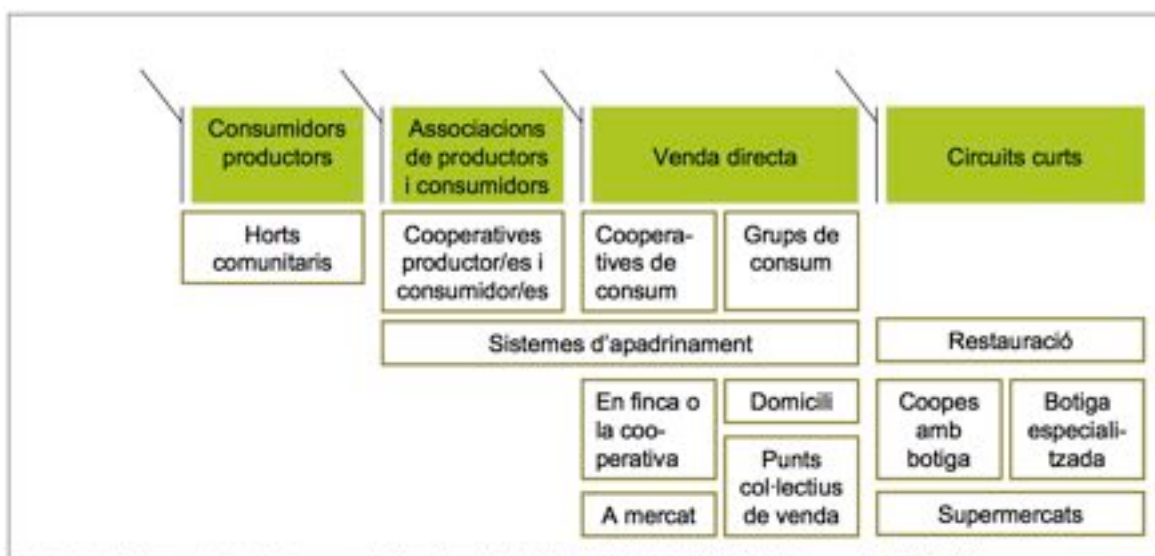 Consumidors
productors
Associacions
de productors
i consumidors
Venda directa
Circuits curts
Horts
comunitaris
Cooperatives
productor/es i
consumidor/es
Coopera-
tives de
consum
Grups de
consum
Sistemes d'apadrinament
Restauració
En finca o
la coo-
perativa
Domicili
Coopes
amb
botiga
Botiga
especiali-
tzada
Punts
col·lectius
de venda
A mercat
Supermercats